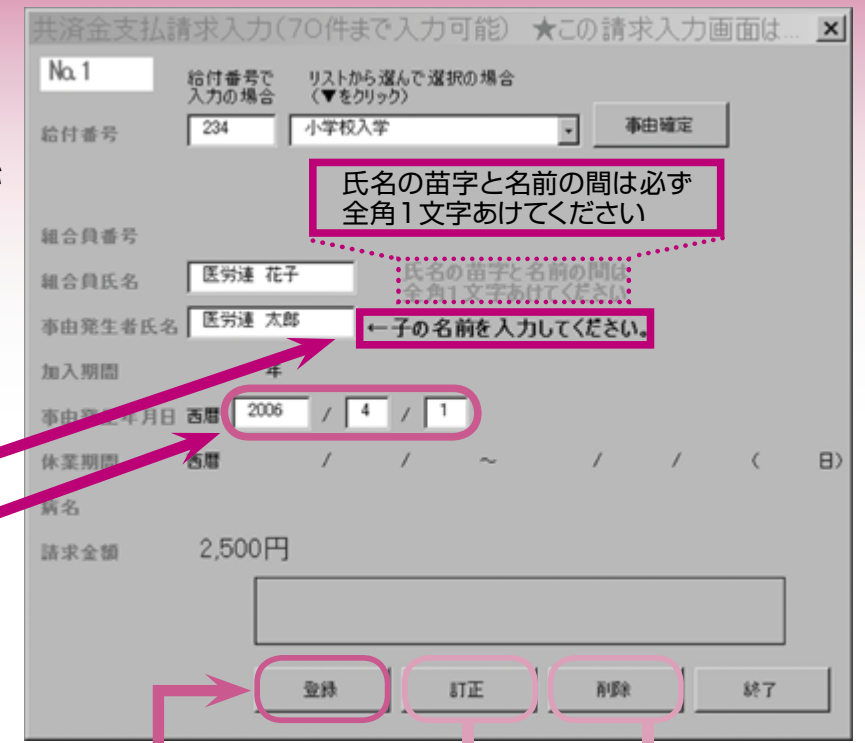 共済金支払請求入力(70件まで入力可能) ★この請求入力画面は...
No.1
給付番号で
入力の場合
リストから選んで選択の場合
(▼をクリック)
給付番号
234
小学校入学
事由確定
氏名の苗字と名前の間は必ず
全角1文字あけてください
組合員番号
組合員氏名
医労連 花子
氏名の苗字と名前の間は
全角1文字あけてください
事由発生者氏名
医労連 太郎
←子の名前を入力してください。
加入期間
年
事由発生年月日 西暦 2006 / 4 / 1
休業期間 西暦 / / ~ / / ( 日)
病名
請求金額 2,500円
登録 訂正 削除 終了